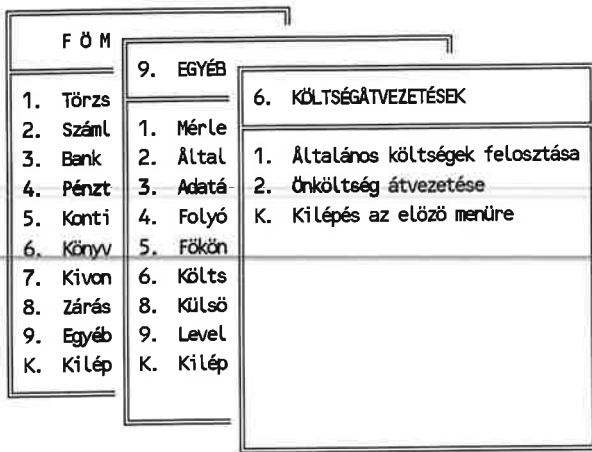 F Ö M
1. Törzs
2. Száml
3. Bank
4. Pénzt
5. Konti
6. Könyv
7. Kivon
8. Zárás
9. Egyéb
K. Kilép
9. EGYÉB
1. Mérle
2. Által
3. Adatá
4. Folyó
5. Fökön
6. Költs
8. Külsö
9. Level
K. Kilép
6. KÖLTSÉGÁTVEZETÉSEK
1. Általános költségek felosztása
2. Önköltség átvezetése
K. Kilépés az elözö menüre